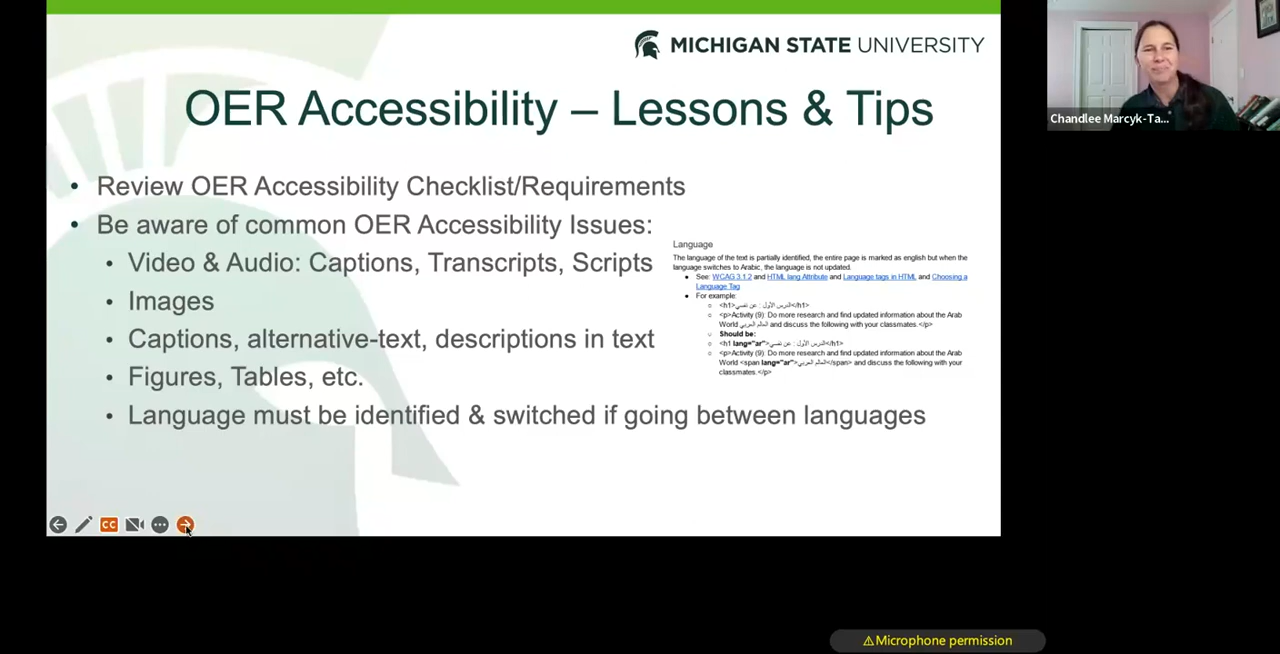 MICHIGAN STATE UNIVERSITY
OER Accessibility – Lessons & Tips
• Review OER Accessibility Checklist/Requirements
• Be aware of common OER Accessibility Issues:
• Video & Audio: Captions, Transcripts, Scripts
• Images
• Captions, alternative-text, descriptions in text
• Figures, Tables, etc.
• Language must be identified & switched if going between languages
Language
The language of the text is partially identified, the entire page is marked as english but when the
language switches to Arabic, the language is not updated.
• See: WCAG 3.1.2 and HTML lang Attribute and Language tags in HTML and Choosing a
Language Tag
• For example:
○ <h1>الدرس الأول : عن نفسي</h1>
○ <p>Activity (9): Do more research and find updated information about the Arab
World العالم العربي and discuss the following with your classmates.</p>
○ Should be:
○ <h1 lang="ar">الدرس الأول : عن نفسي</h1>
○ <p>Activity (9): Do more research and find updated information about the Arab
World <span lang="ar">العالم العربي</span> and discuss the following with your
classmates.</p>
CC
Chandlee Marcyk-Ta...
⚠Microphone permission